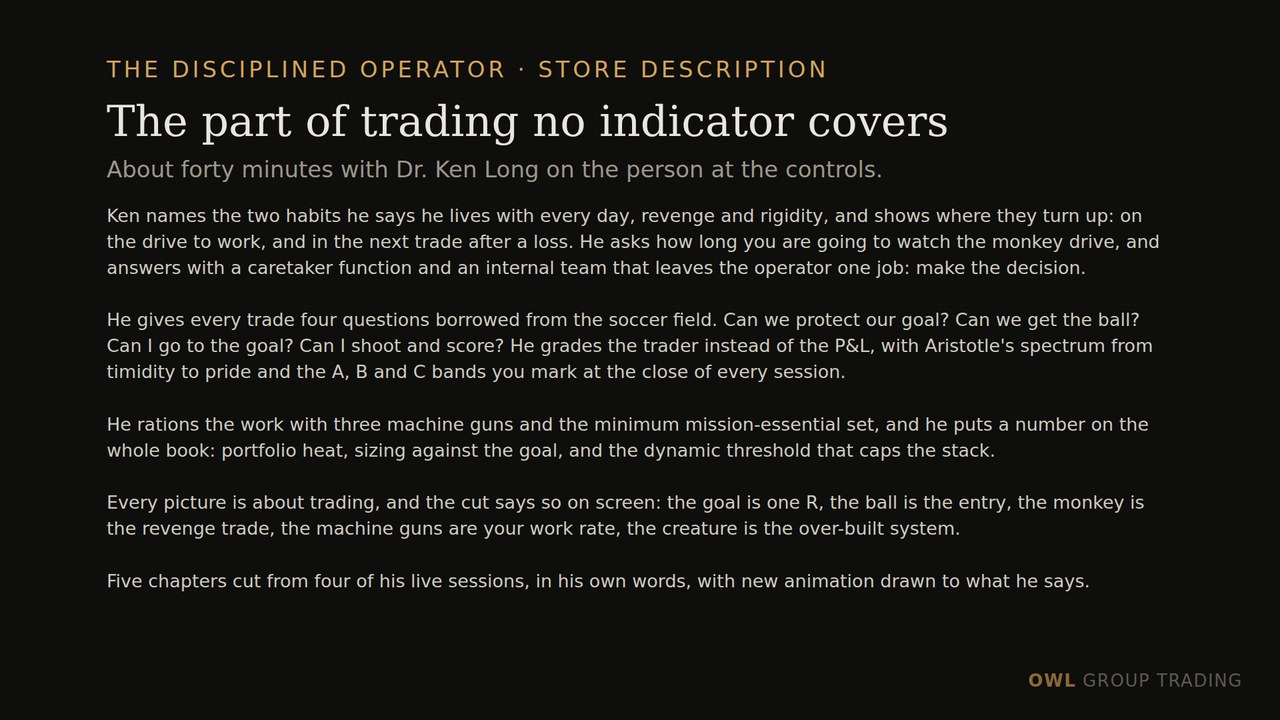 THE DISCIPLINED OPERATOR · STORE DESCRIPTION
The part of trading no indicator covers
About forty minutes with Dr. Ken Long on the person at the controls.
Ken names the two habits he says he lives with every day, revenge and rigidity, and shows where they turn up: on
the drive to work, and in the next trade after a loss. He asks how long you are going to watch the monkey drive, and
answers with a caretaker function and an internal team that leaves the operator one job: make the decision.
He gives every trade four questions borrowed from the soccer field. Can we protect our goal? Can we get the ball?
Can I go to the goal? Can I shoot and score? He grades the trader instead of the P&L, with Aristotle's spectrum from
timidity to pride and the A, B and C bands you mark at the close of every session.
He rations the work with three machine guns and the minimum mission-essential set, and he puts a number on the
whole book: portfolio heat, sizing against the goal, and the dynamic threshold that caps the stack.
Every picture is about trading, and the cut says so on screen: the goal is one R, the ball is the entry, the monkey is
the revenge trade, the machine guns are your work rate, the creature is the over-built system.
Five chapters cut from four of his live sessions, in his own words, with new animation drawn to what he says.
OWL GROUP TRADING